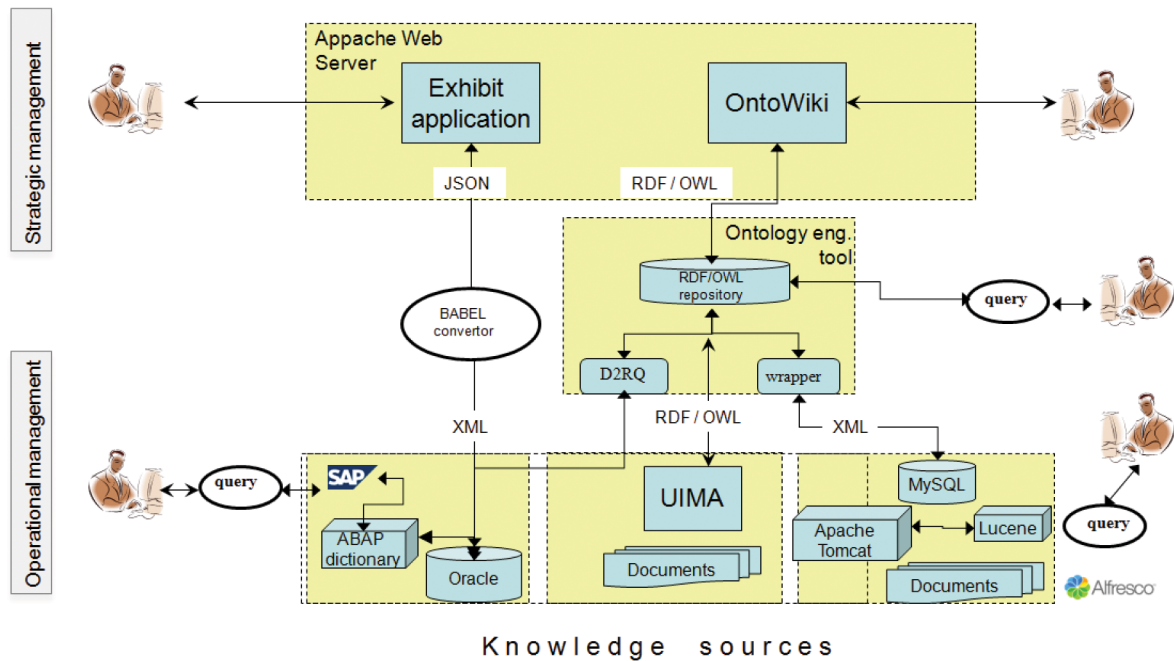 Strategic management
Appache Web
Server
Exhibit
application
OntoWiki
JSON
RDF / OWL
Ontology eng.
tool
RDF/OWL
repository
query
BABEL
convertor
Operational management
D2RQ
wrapper
XML
RDF / OWL
XML
query
SAP
ABAP
dictionary
Oracle
UIMA
Documents
MySQL
Apache
Tomcat
Lucene
Documents
query
Alfresco
Knowledge sources